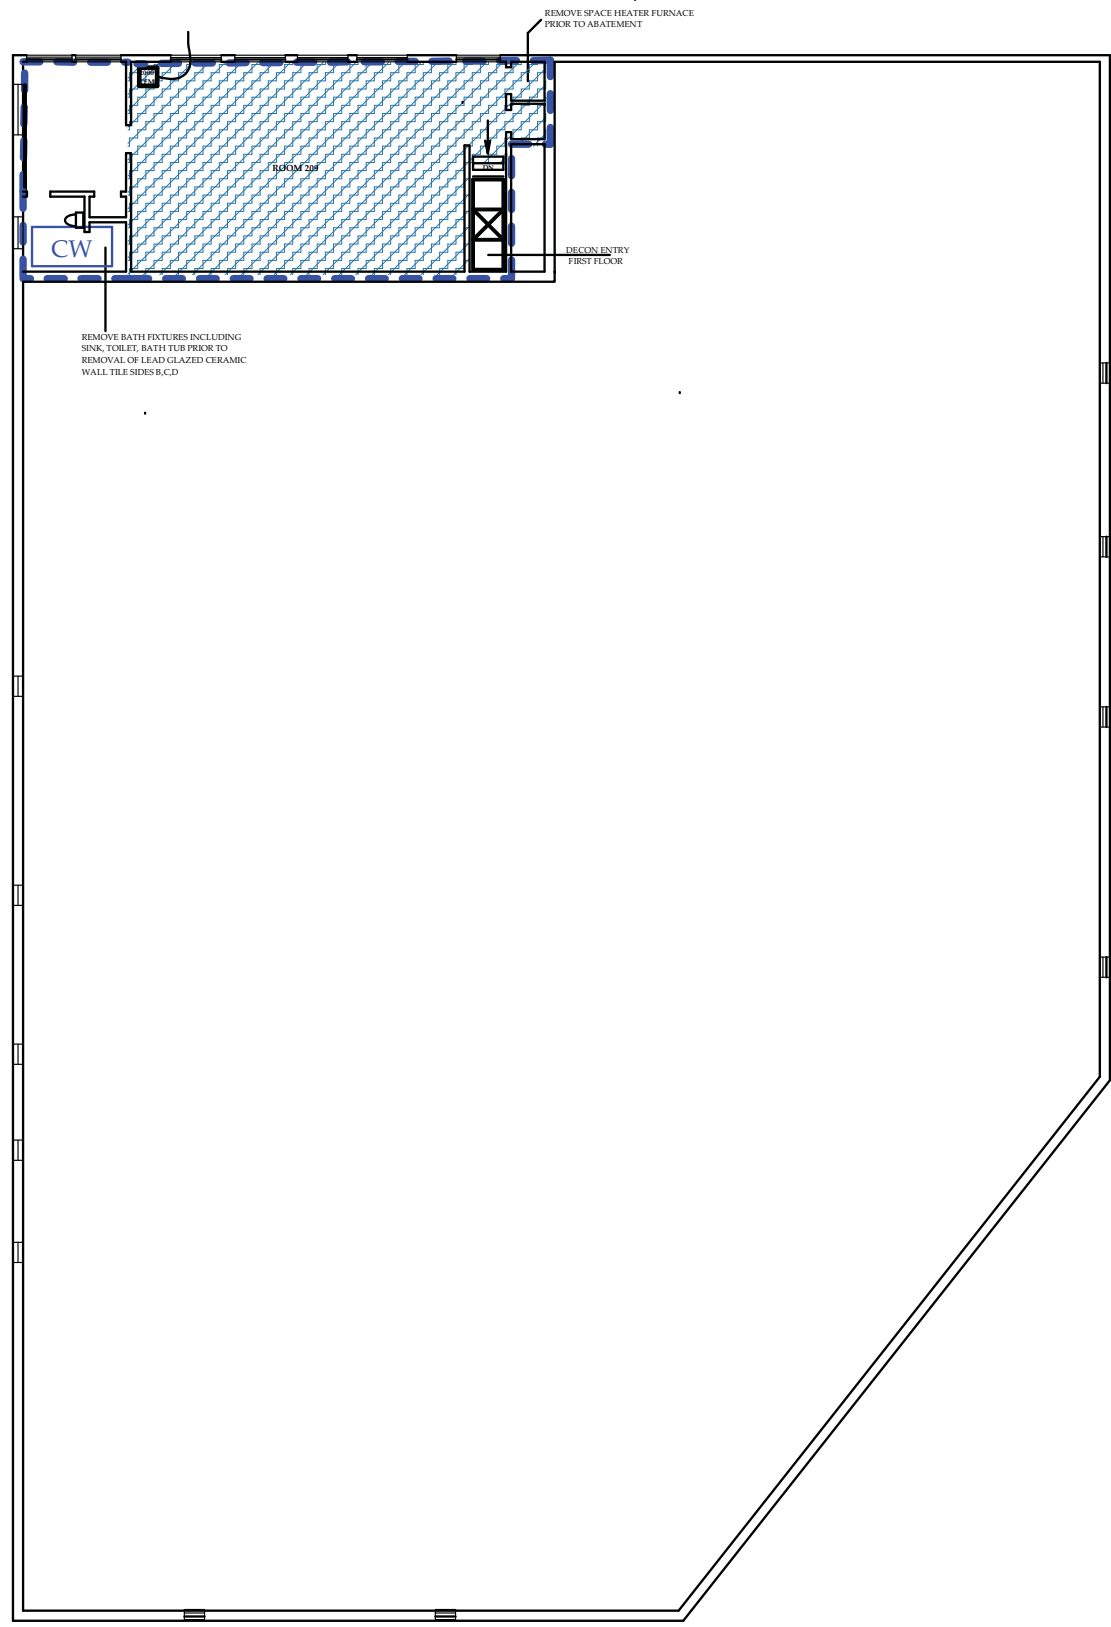 REMOVE SPACE HEATER FURNACE
PRIOR TO ABATEMENT
ROOM 209
DN
CW
DECON ENTRY
FIRST FLOOR
REMOVE BATH FIXTURES INCLUDING
SINK, TOILET, BATH TUB PRIOR TO
REMOVAL OF LEAD GLAZED CERAMIC
WALL TILE SIDES B,C,D